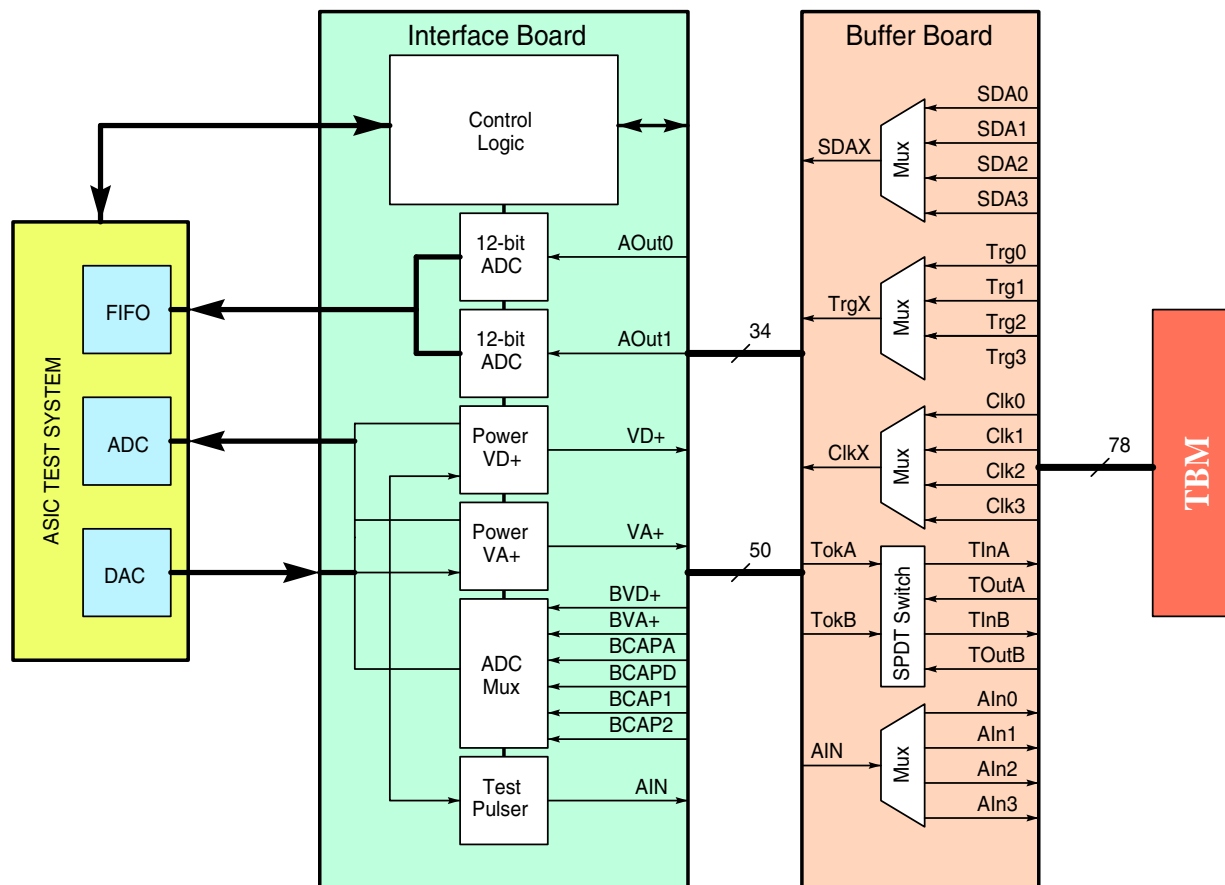 Interface Board
Buffer Board
Control
Logic
12-bit
ADC
AOut0
12-bit
ADC
AOut1
Power
VD+
VD+
Power
VA+
VA+
ADC
Mux
BVD+
BVA+
BCAPA
BCAPD
BCAP1
BCAP2
Test
Pulser
AIN
ASIC TEST SYSTEM
FIFO
ADC
DAC
34
50
SDAX
Mux
SDA0
SDA1
SDA2
SDA3
TrgX
Mux
Trg0
Trg1
Trg2
Trg3
ClkX
Mux
Clk0
Clk1
Clk2
Clk3
TokA
TokB
SPDT Switch
TInA
TOutA
TInB
TOutB
AIN
Mux
AIn0
AIn1
AIn2
AIn3
78
TBM